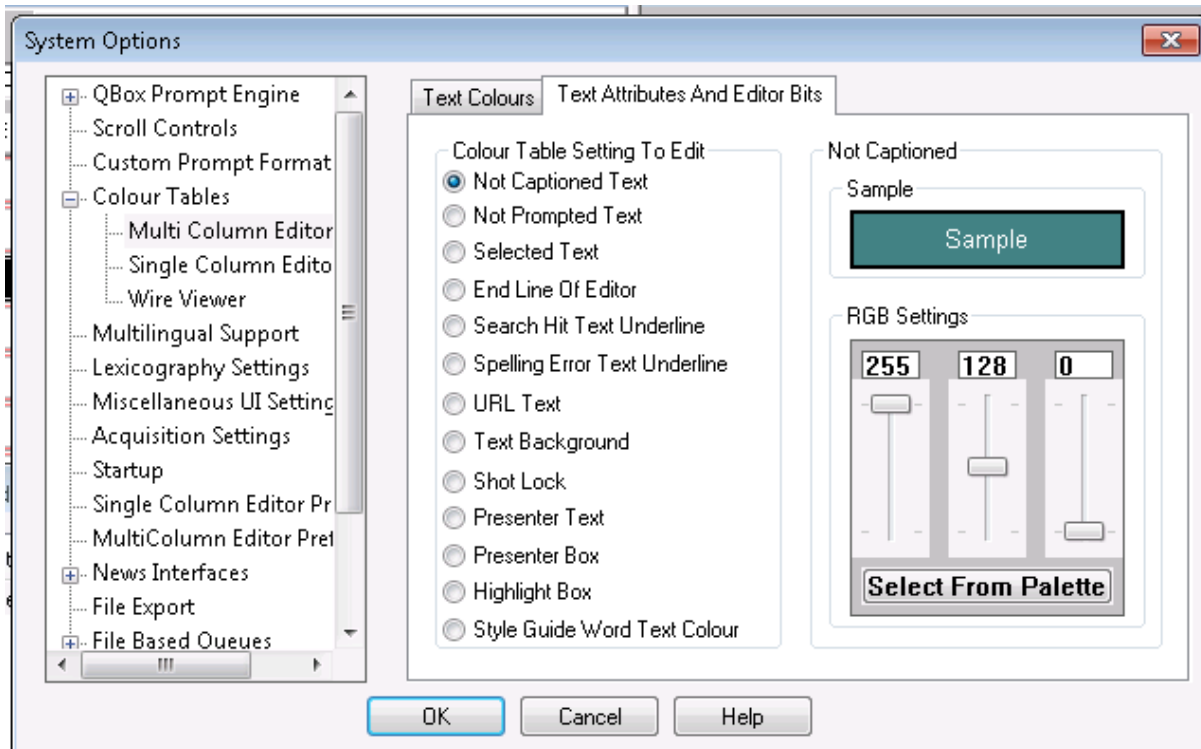 System Options
QBox Prompt Engine
Scroll Controls
Custom Prompt Format
Colour Tables
Multi Column Editor
Single Column Edito
Wire Viewer
Multilingual Support
Lexicography Settings
Miscellaneous UI Setting
Acquisition Settings
Startup
Single Column Editor Pr
MultiColumn Editor Pref
News Interfaces
File Export
File Based Queues
Text Colours
Text Attributes And Editor Bits
Colour Table Setting To Edit
Not Captioned Text
Not Prompted Text
Selected Text
End Line Of Editor
Search Hit Text Underline
Spelling Error Text Underline
URL Text
Text Background
Shot Lock
Presenter Text
Presenter Box
Highlight Box
Style Guide Word Text Colour
Not Captioned
Sample
Sample
RGB Settings
255 128 0
Select From Palette
OK Cancel Help